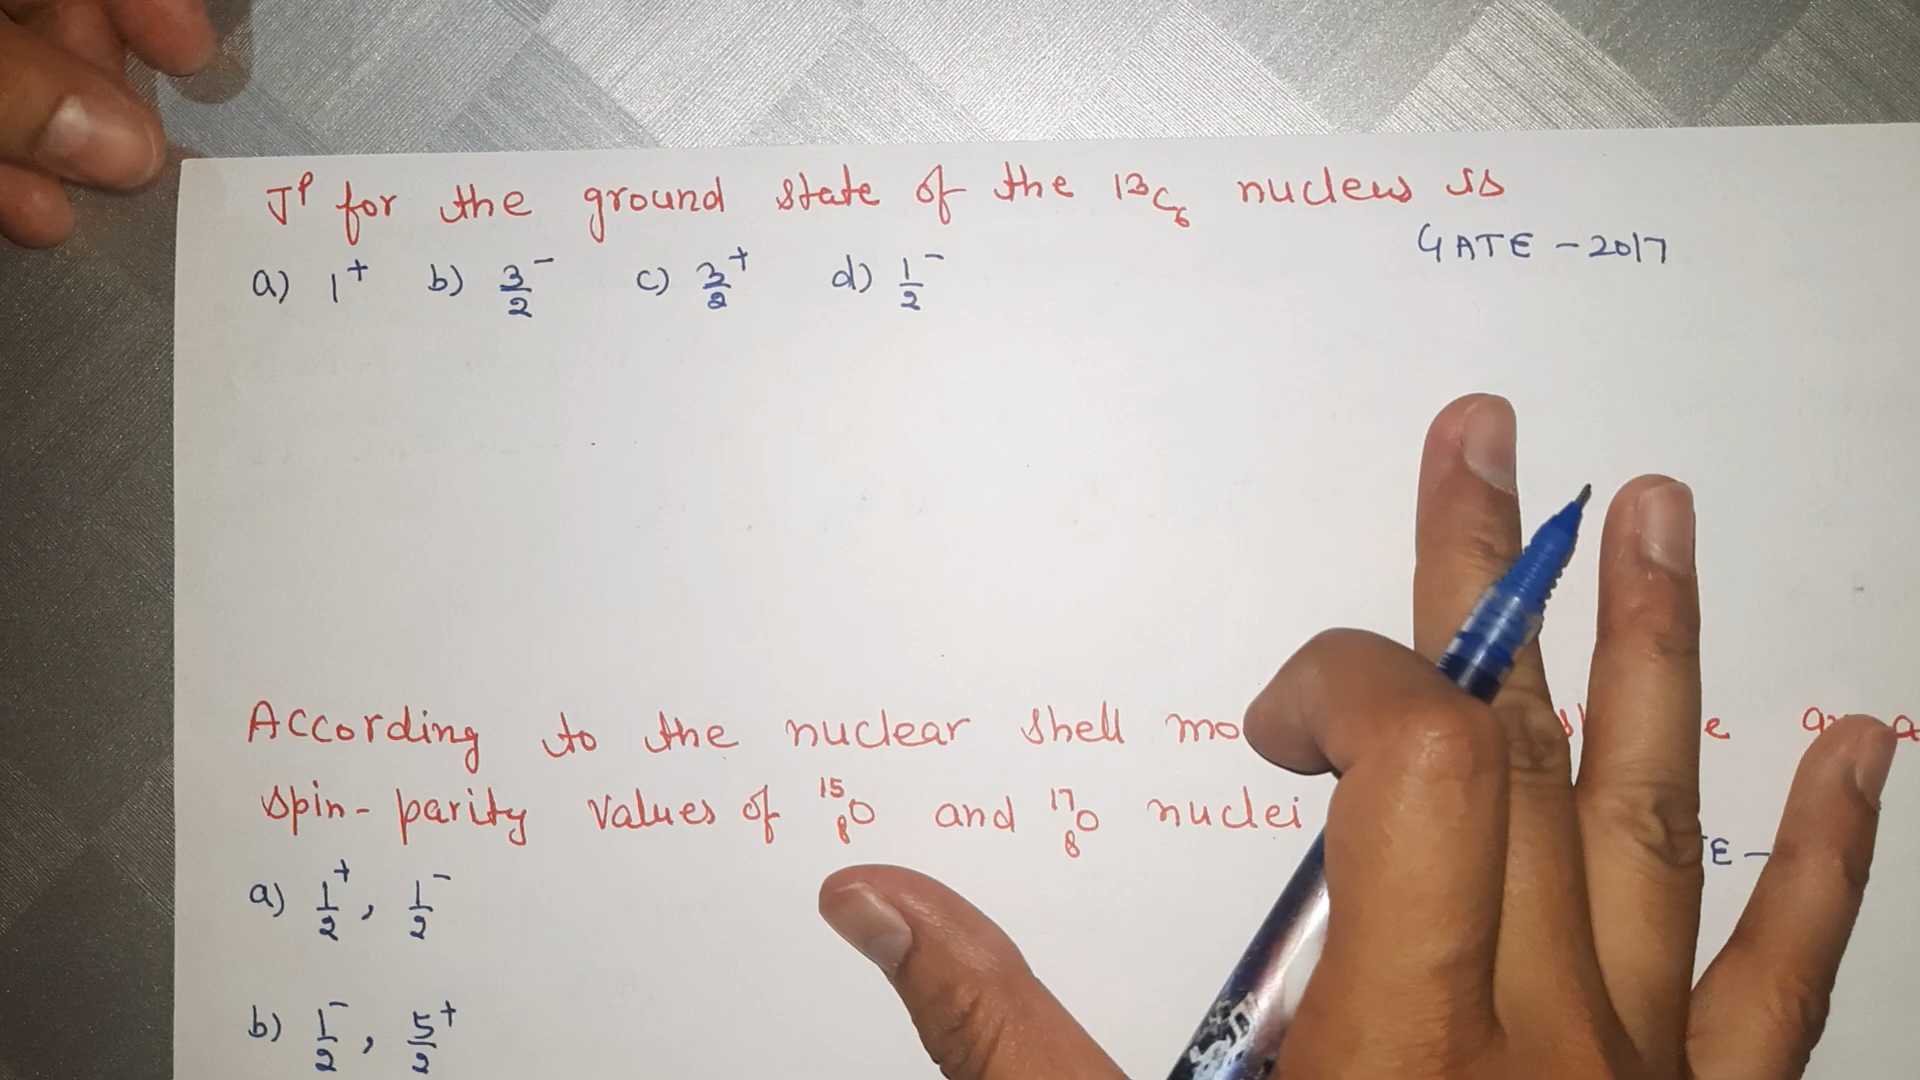 J^P for the ground state of the ¹³C₆ nucleus is
GATE - 2017
a) 1⁺ b) 3/2⁻ c) 3/2⁺ d) 1/2⁻
According to the nuclear shell
spin-parity values of ¹⁵₈O and ¹⁷₈O nuclei
a) 1/2⁺, 1/2⁻
b) 1/2⁻, 5/2⁺